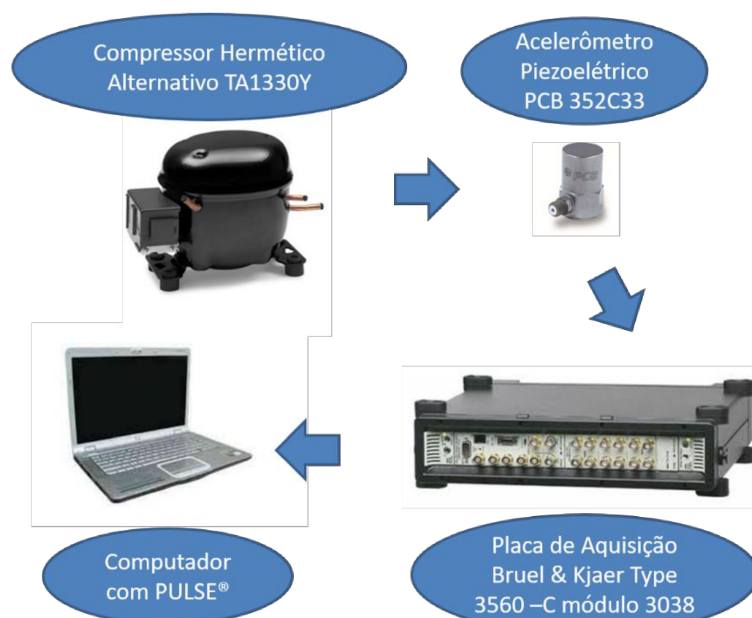 Compressor Hermético
Alternativo TA1330Y
Acelerômetro
Piezoelétrico
PCB 352C33
PCB
Computador
com PULSE®
Placa de Aquisição
Bruel & Kjaer Type
3560 –C módulo 3038